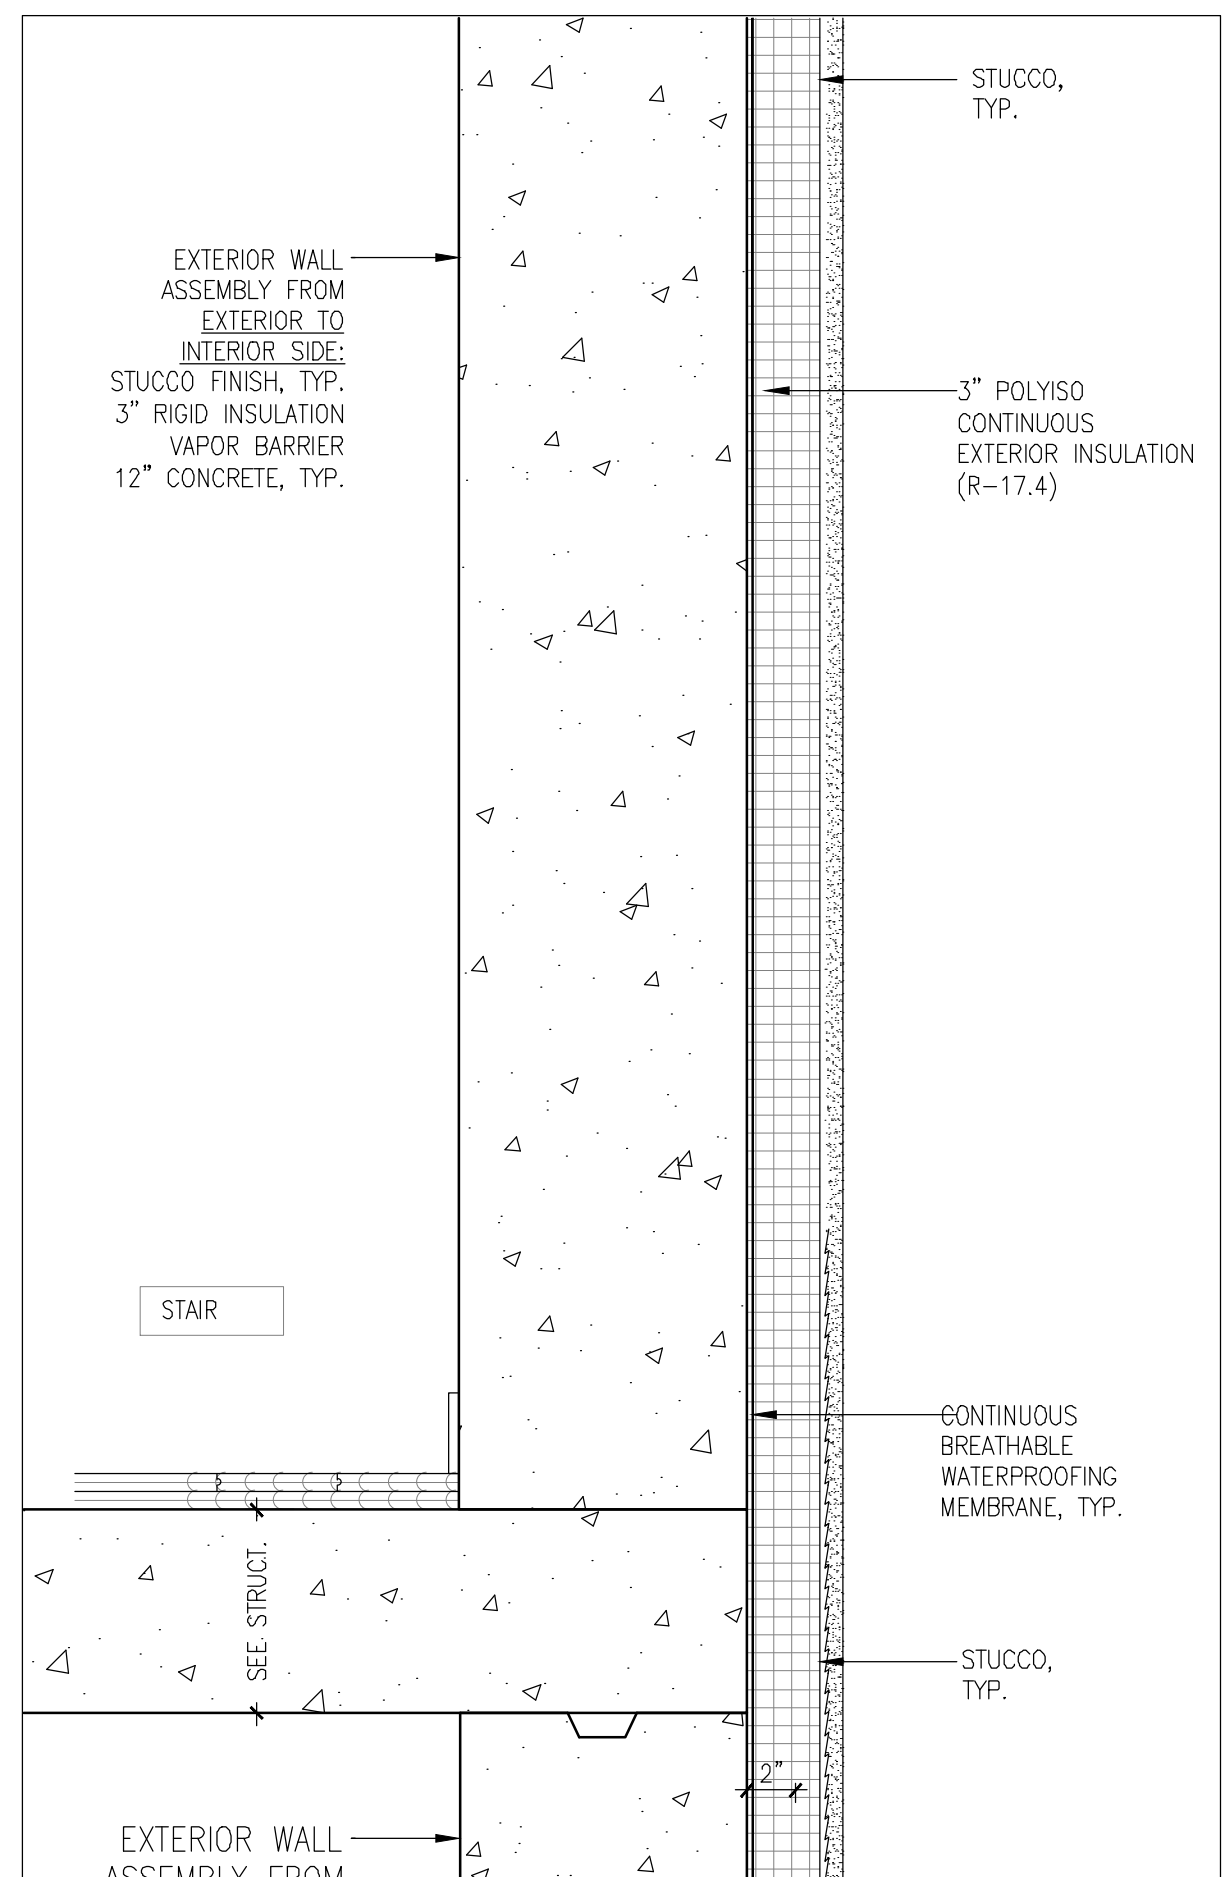 STUCCO,
TYP.
EXTERIOR WALL
ASSEMBLY FROM
EXTERIOR TO
INTERIOR SIDE:
STUCCO FINISH, TYP.
3” RIGID INSULATION
VAPOR BARRIER
12” CONCRETE, TYP.
3” POLYISO
CONTINUOUS
EXTERIOR INSULATION
(R-17.4)
STAIR
CONTINUOUS
BREATHABLE
WATERPROOFING
MEMBRANE, TYP.
SEE STRUCT.
STUCCO,
TYP.
2”
EXTERIOR WALL
ASSEMBLY FROM